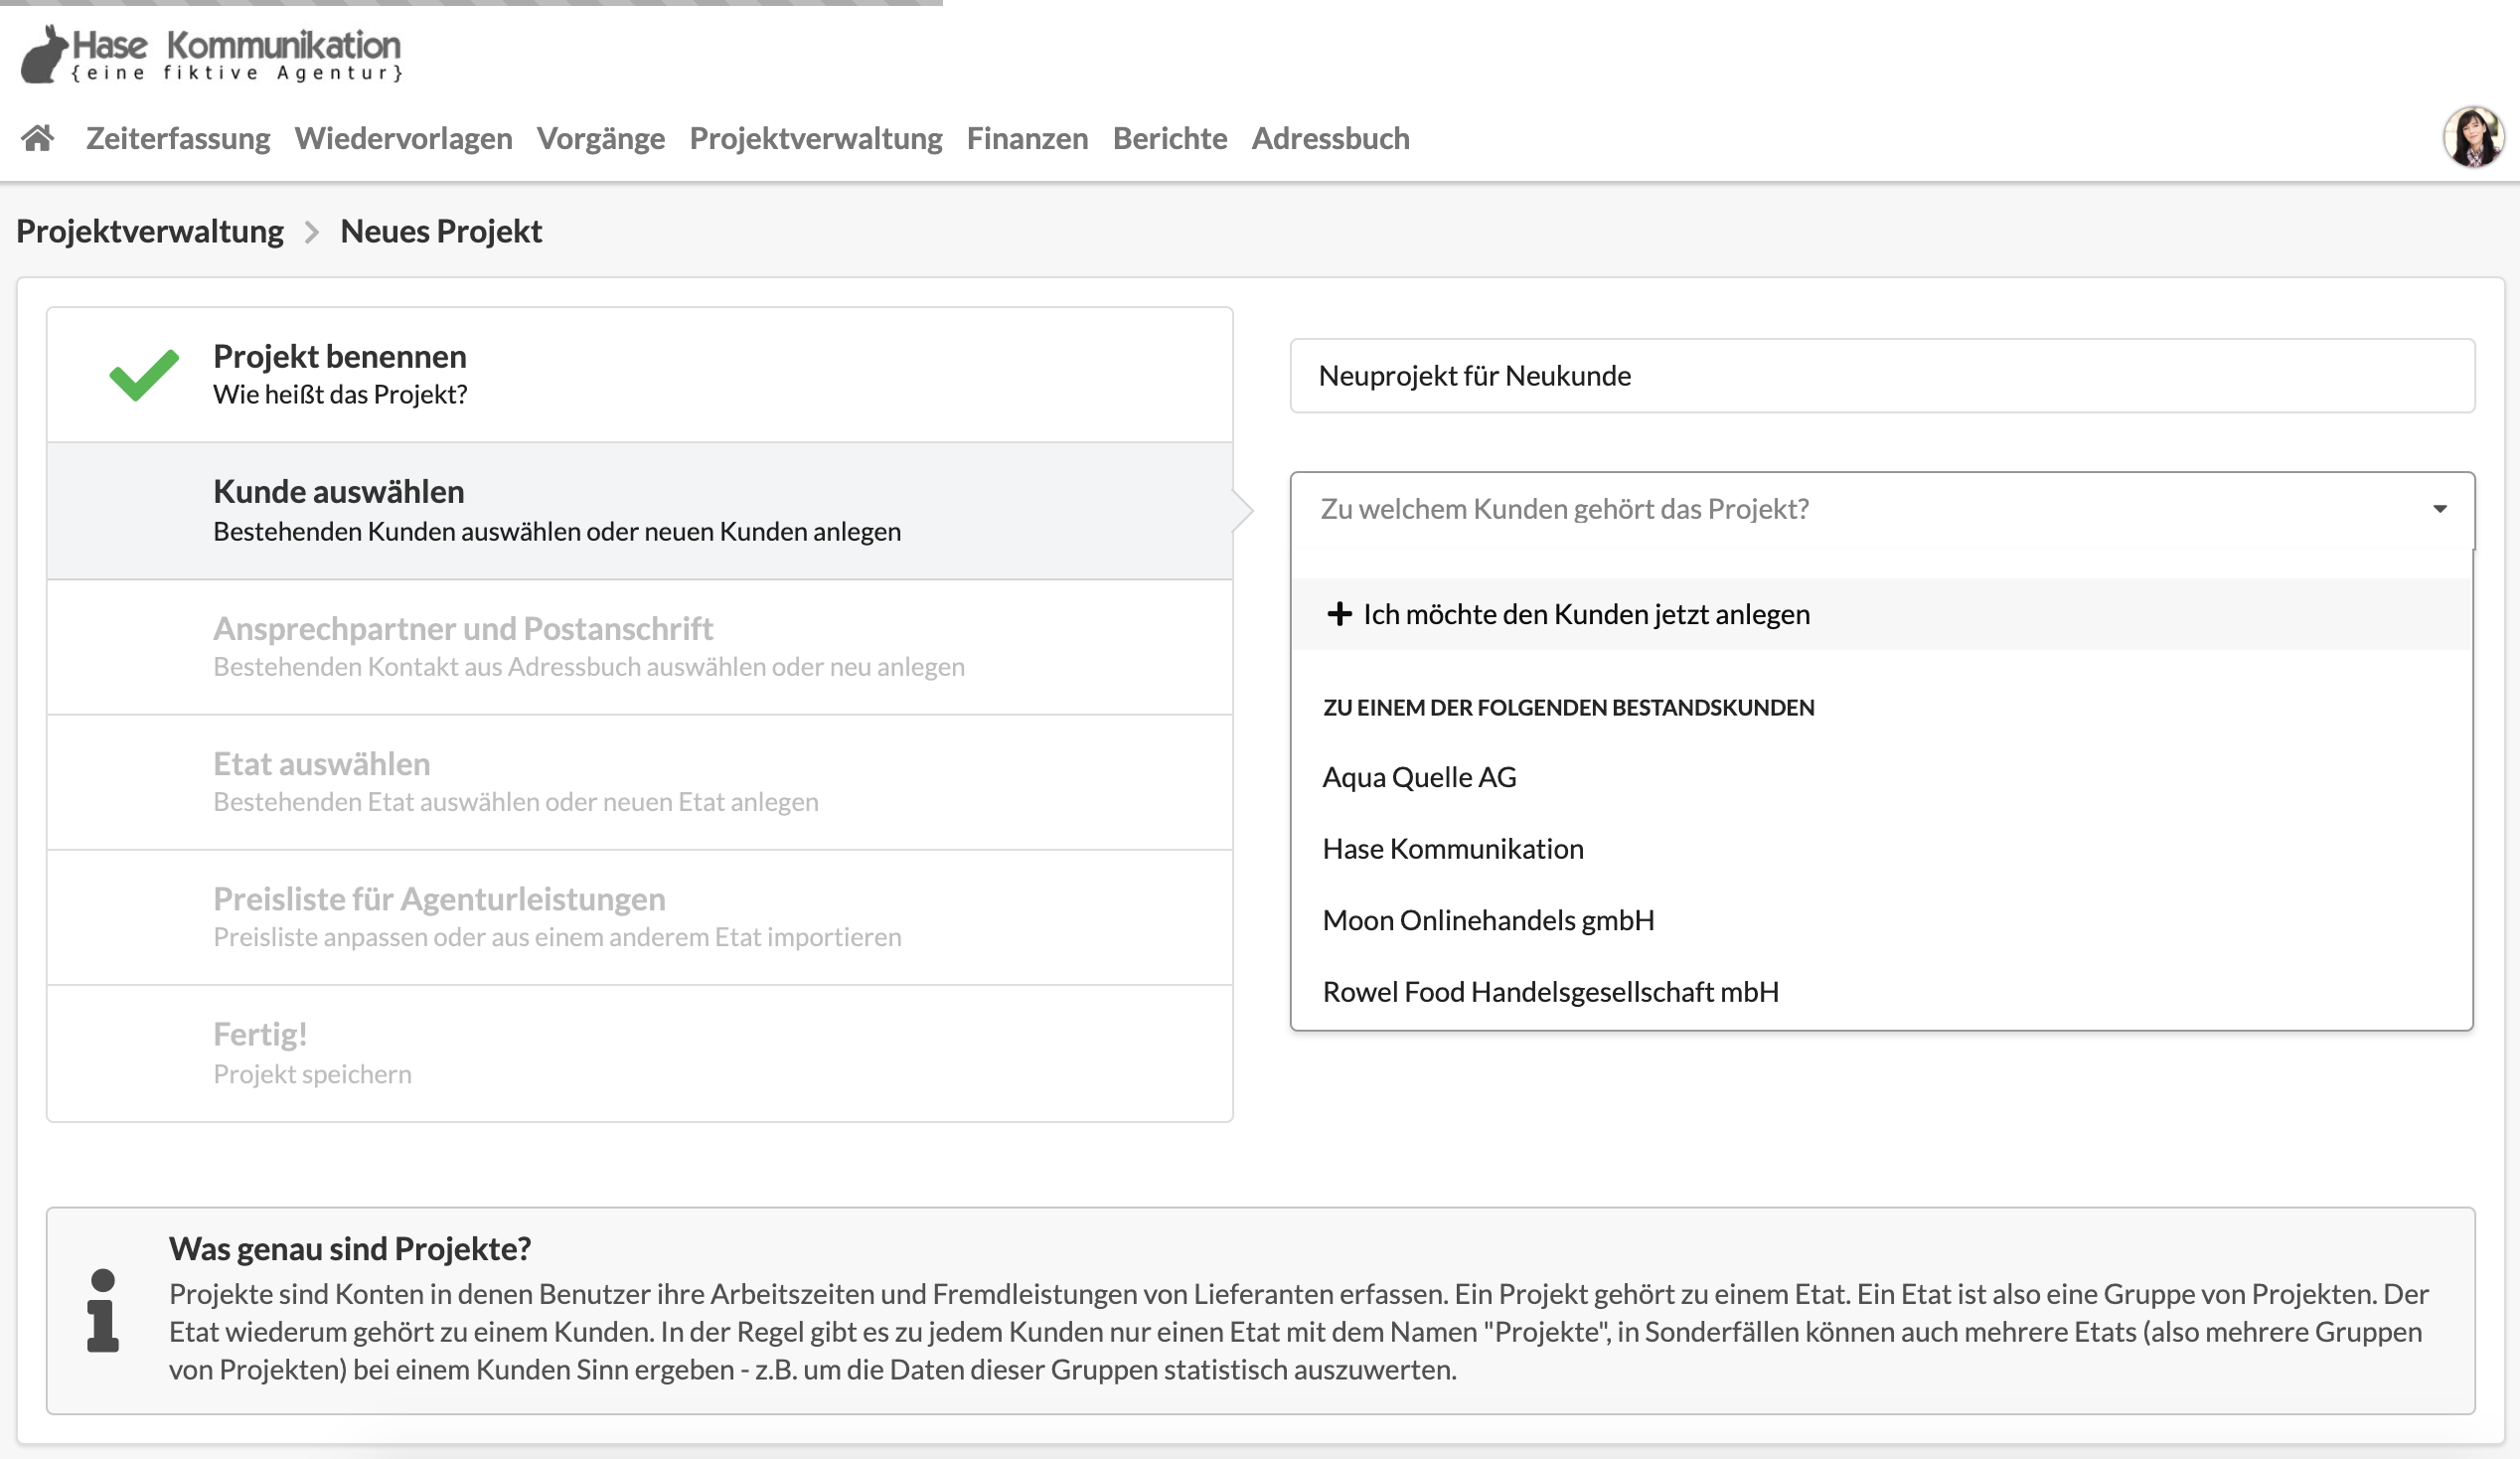 Hase Kommunikation
{eine fiktive Agentur}
Zeiterfassung Wiedervorlagen Vorgänge Projektverwaltung Finanzen Berichte Adressbuch
Projektverwaltung > Neues Projekt
Projekt benennen
Wie heißt das Projekt?
Neuprojekt für Neukunde
Kunde auswählen
Bestehenden Kunden auswählen oder neuen Kunden anlegen
Zu welchem Kunden gehört das Projekt?
Ich möchte den Kunden jetzt anlegen
ZU EINEM DER FOLGENDEN BESTANDSKUNDEN
Aqua Quelle AG
Hase Kommunikation
Moon Onlinehandels gmbH
Rowel Food Handelsgesellschaft mbH
Ansprechpartner und Postanschrift
Bestehenden Kontakt aus Adressbuch auswählen oder neu anlegen
Etat auswählen
Bestehenden Etat auswählen oder neuen Etat anlegen
Preisliste für Agenturleistungen
Preisliste anpassen oder aus einem anderem Etat importieren
Fertig!
Projekt speichern
Was genau sind Projekte?
Projekte sind Konten in denen Benutzer ihre Arbeitszeiten und Fremdleistungen von Lieferanten erfassen. Ein Projekt gehört zu einem Etat. Ein Etat ist also eine Gruppe von Projekten. Der
Etat wiederum gehört zu einem Kunden. In der Regel gibt es zu jedem Kunden nur einen Etat mit dem Namen "Projekte", in Sonderfällen können auch mehrere Etats (also mehrere Gruppen
von Projekten) bei einem Kunden Sinn ergeben - z.B. um die Daten dieser Gruppen statistisch auszuwerten.